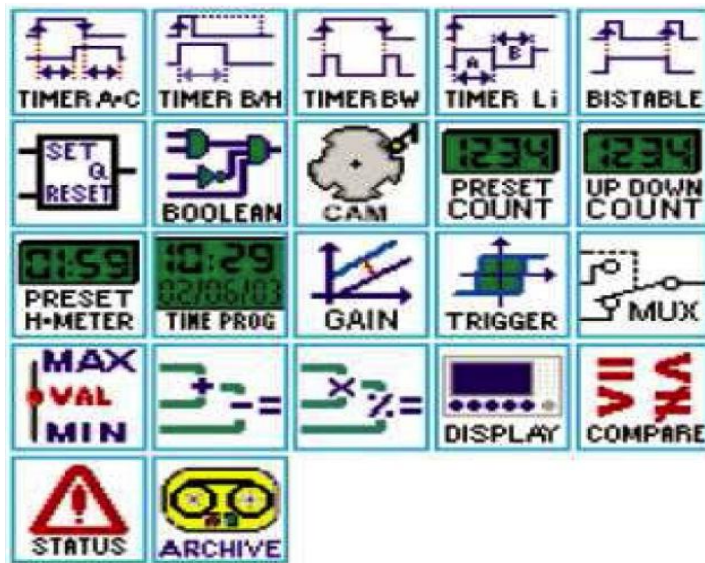 TIMER A•C
TIMER B/H
TIMER BW
A
B
TIMER Li
BISTABLE
SET
Q
RESET
BOOLEAN
CAM
1234
PRESET
COUNT
1234
UP DOWN
COUNT
01:59
PRESET
H•METER
10:29
02/06/03
TIME PROG
GAIN
TRIGGER
MUX
MAX
VAL
MIN
+
- =
×
٪ =
DISPLAY
COMPARE
STATUS
ARCHIVE